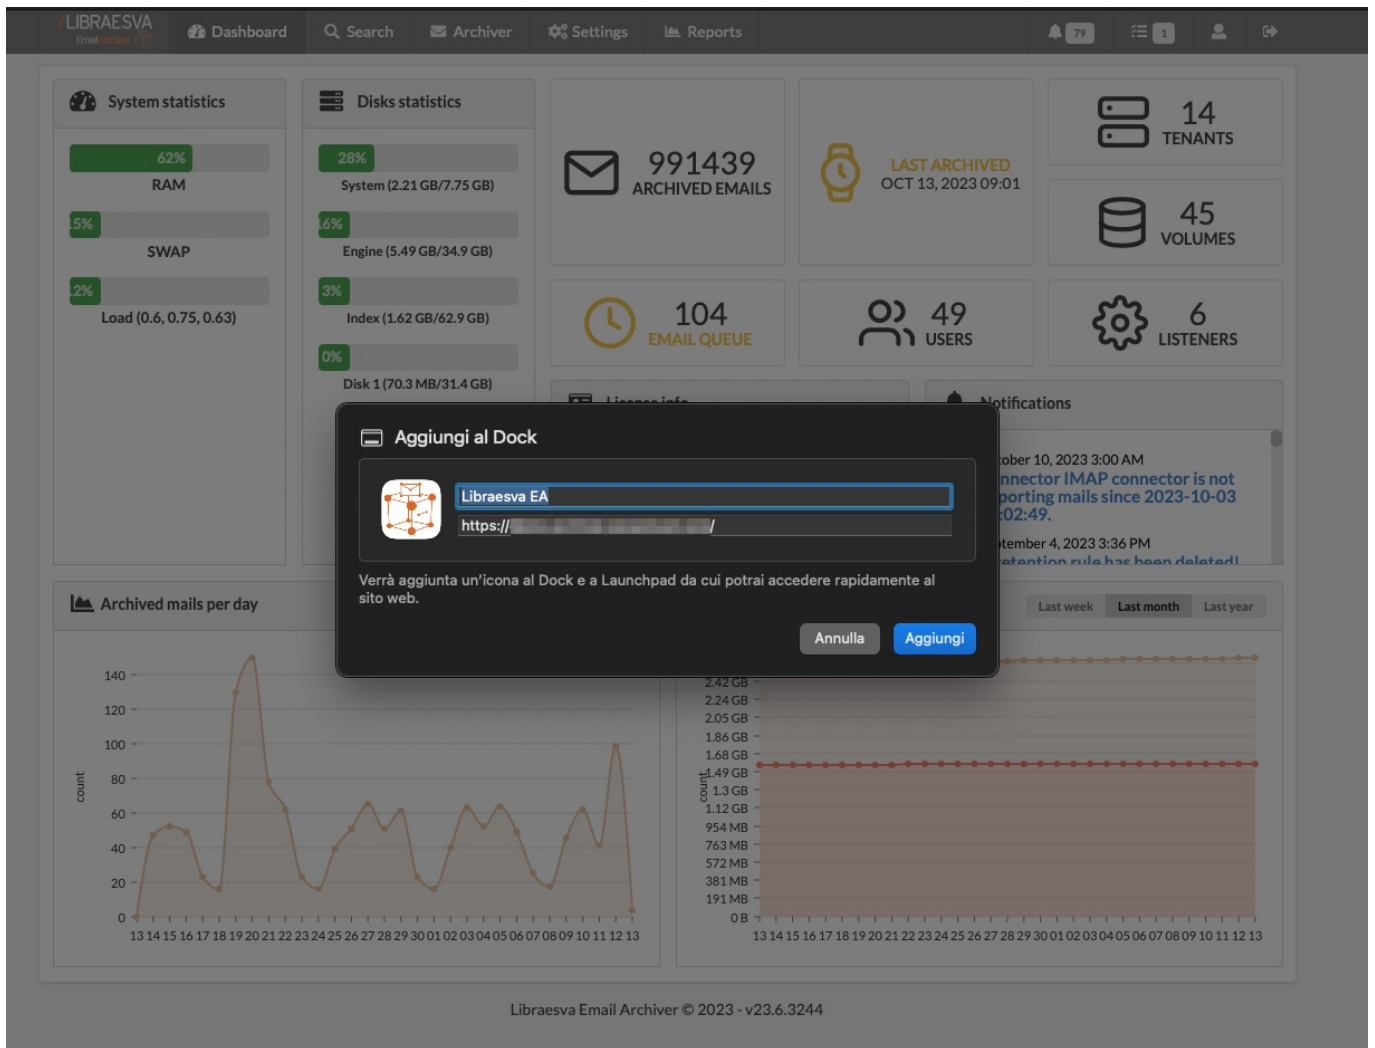 /LIBRAESVA
EmailArchiver
Dashboard
Search
Archiver
Settings
Reports
79
1
System statistics
62%
RAM
5%
SWAP
2%
Load (0.6, 0.75, 0.63)
Disks statistics
28%
System (2.21 GB/7.75 GB)
6%
Engine (5.49 GB/34.9 GB)
3%
Index (1.62 GB/62.9 GB)
0%
Disk 1 (70.3 MB/31.4 GB)
991439
ARCHIVED EMAILS
LAST ARCHIVED
OCT 13, 2023 09:01
14
TENANTS
45
VOLUMES
104
EMAIL QUEUE
49
USERS
6
LISTENERS
License info
Notifications
tober 10, 2023 3:00 AM
nnector IMAP connector is not
porting mails since 2023-10-03
:02:49.
tember 4, 2023 3:36 PM
etention rule has been deleted!
Aggiungi al Dock
Libraesva EA
https://
/
Verrà aggiunta un'icona al Dock e a Launchpad da cui potrai accedere rapidamente al
sito web.
Annulla
Aggiungi
Archived mails per day
140
120
100
80
60
40
20
0
count
13 14 15 16 17 18 19 20 21 22 23 24 25 26 27 28 29 30 01 02 03 04 05 06 07 08 09 10 11 12 13
Last week
Last month
Last year
2.42 GB
2.24 GB
2.05 GB
1.86 GB
1.68 GB
1.49 GB
1.3 GB
1.12 GB
954 MB
763 MB
572 MB
381 MB
191 MB
0 B
count
13 14 15 16 17 18 19 20 21 22 23 24 25 26 27 28 29 30 01 02 03 04 05 06 07 08 09 10 11 12 13
Libraesva Email Archiver © 2023 - v23.6.3244